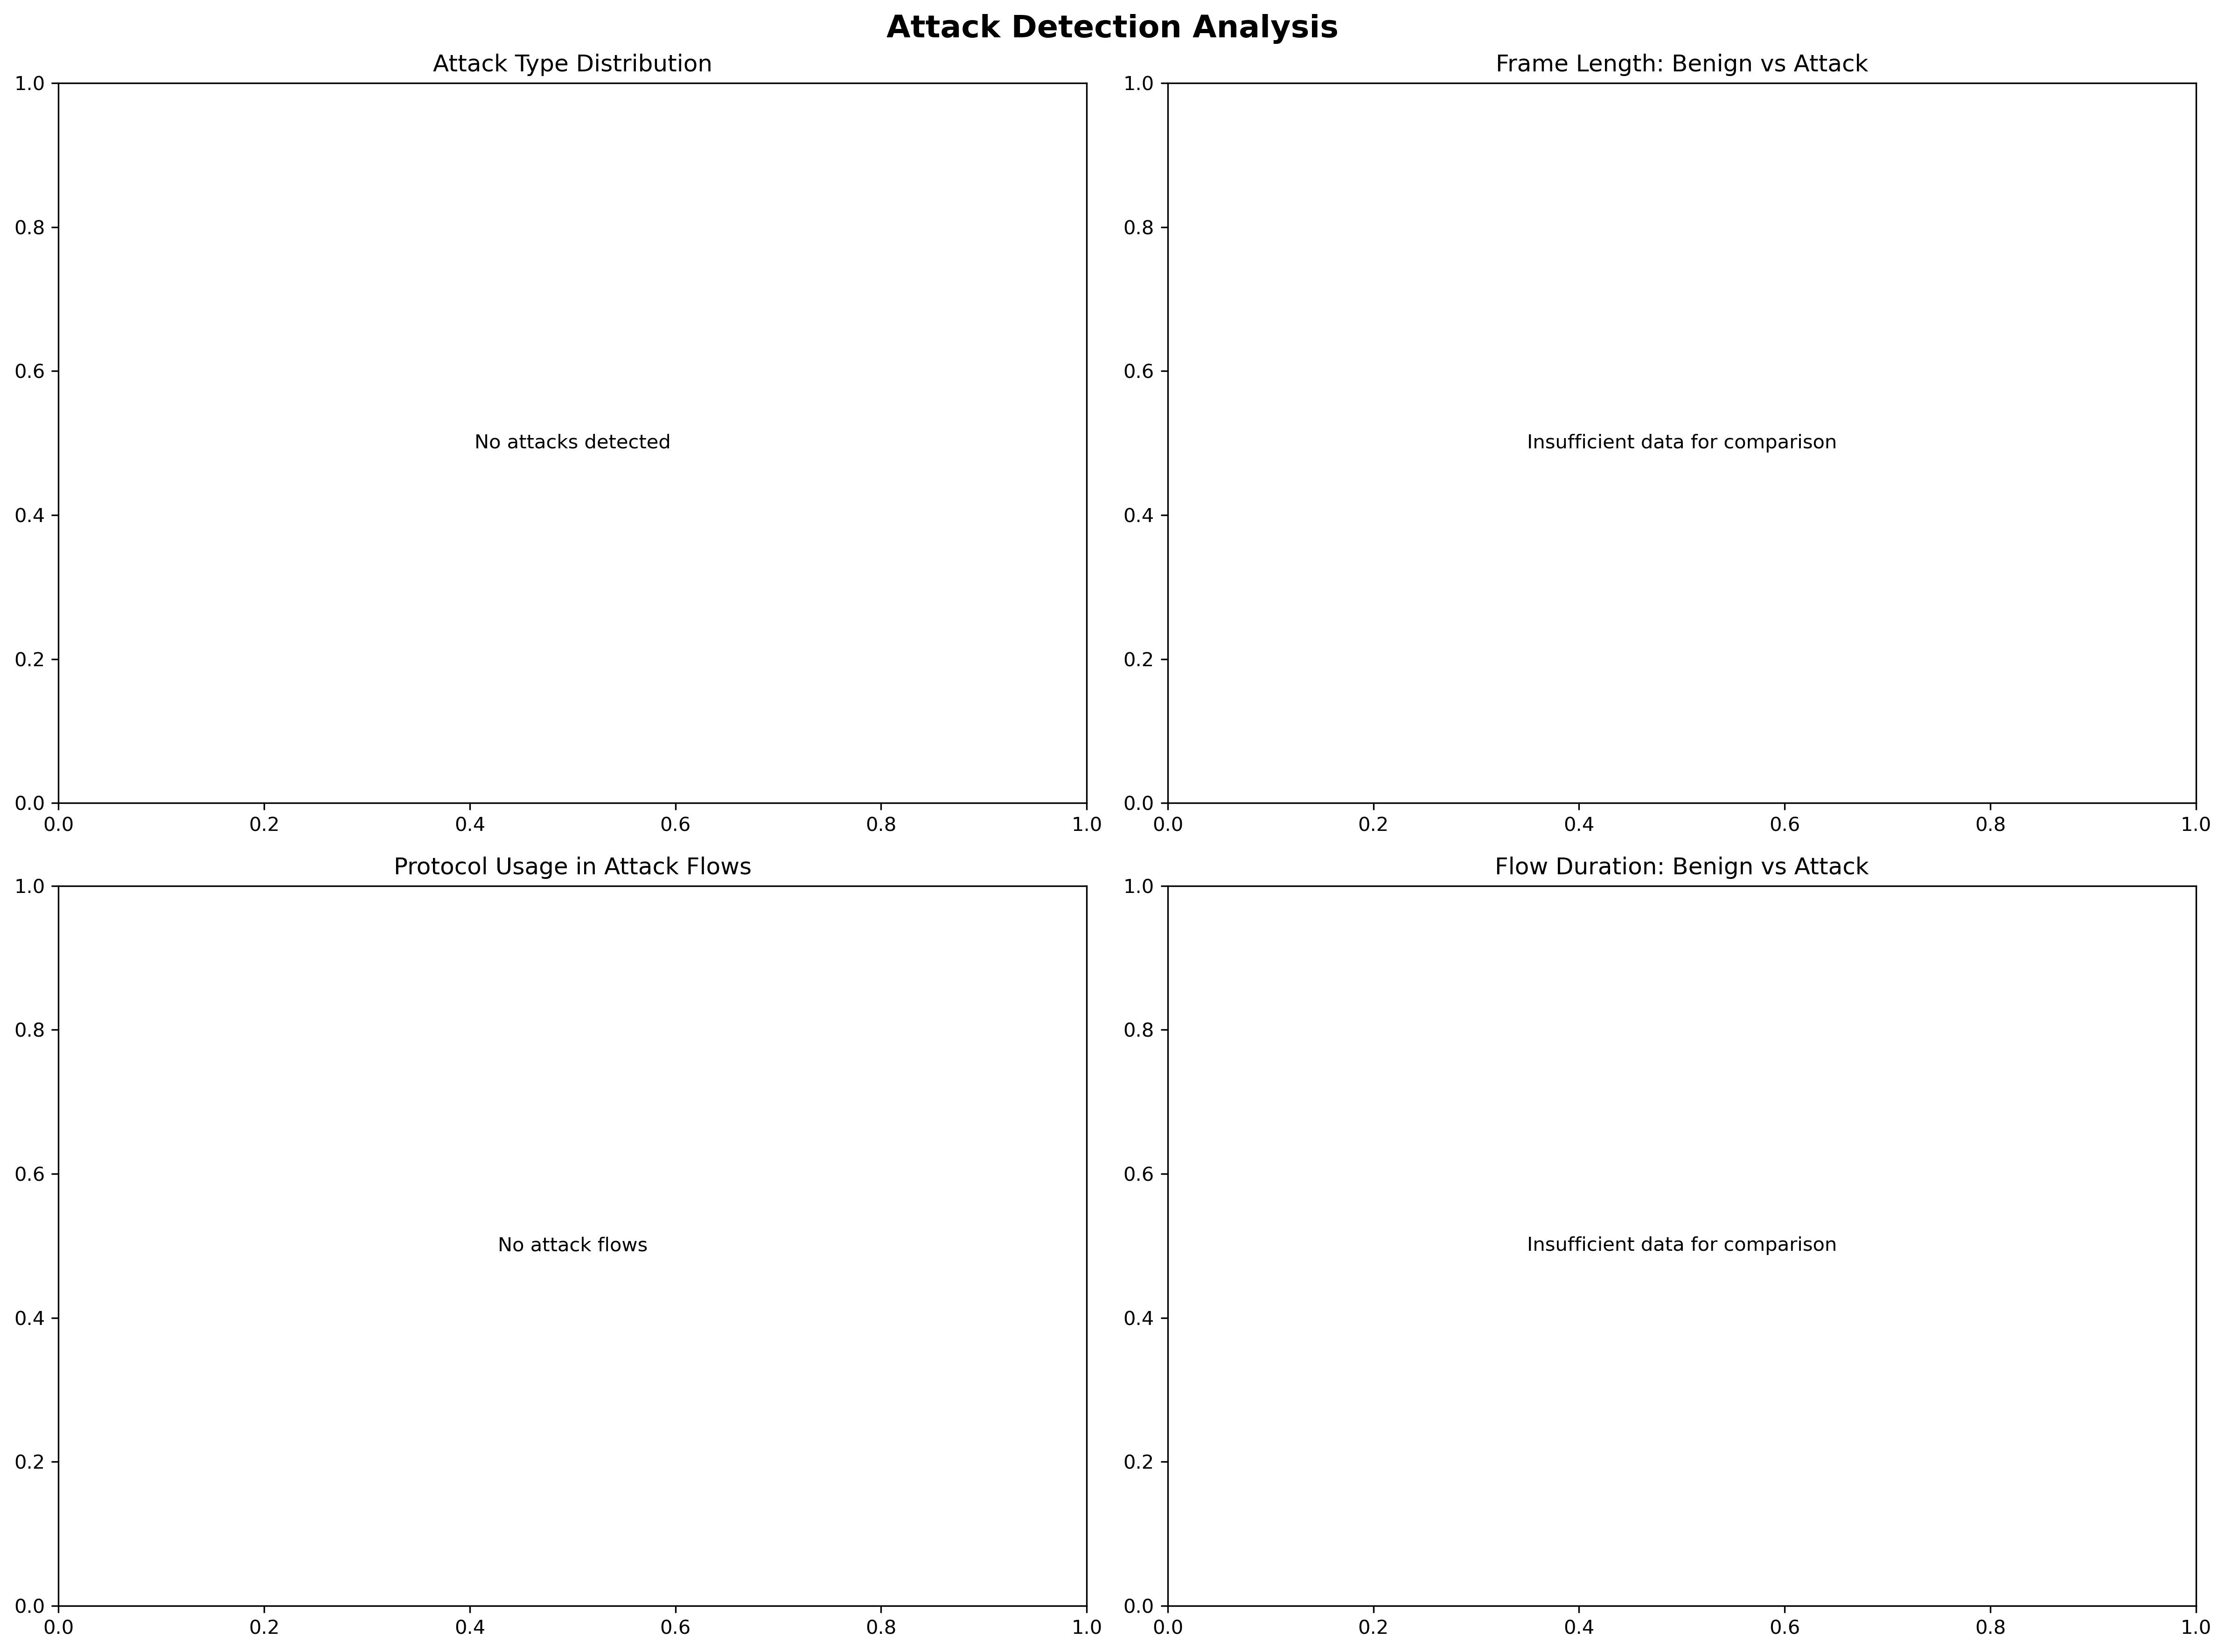 Attack Detection Analysis
Attack Type Distribution
1.0
0.8
0.6
0.4
0.2
0.0
No attacks detected
0.0 0.2 0.4 0.6 0.8 1.0
Frame Length: Benign vs Attack
1.0
0.8
0.6
0.4
0.2
0.0
Insufficient data for comparison
0.0 0.2 0.4 0.6 0.8 1.0
Protocol Usage in Attack Flows
1.0
0.8
0.6
0.4
0.2
0.0
No attack flows
0.0 0.2 0.4 0.6 0.8 1.0
Flow Duration: Benign vs Attack
1.0
0.8
0.6
0.4
0.2
0.0
Insufficient data for comparison
0.0 0.2 0.4 0.6 0.8 1.0